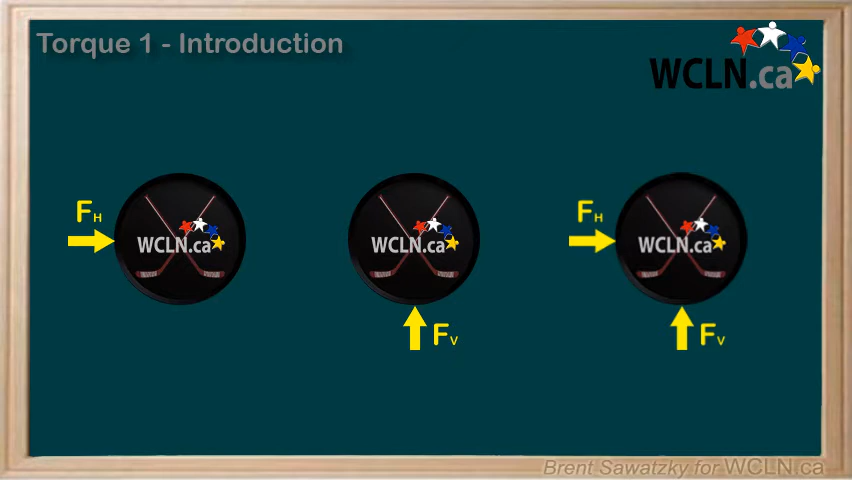 Torque 1 - Introduction
WCLN.ca
FH
WCLN.ca
WCLN.ca
FV
FH
WCLN.ca
FV
Brent Sawatzky for WCLN.ca